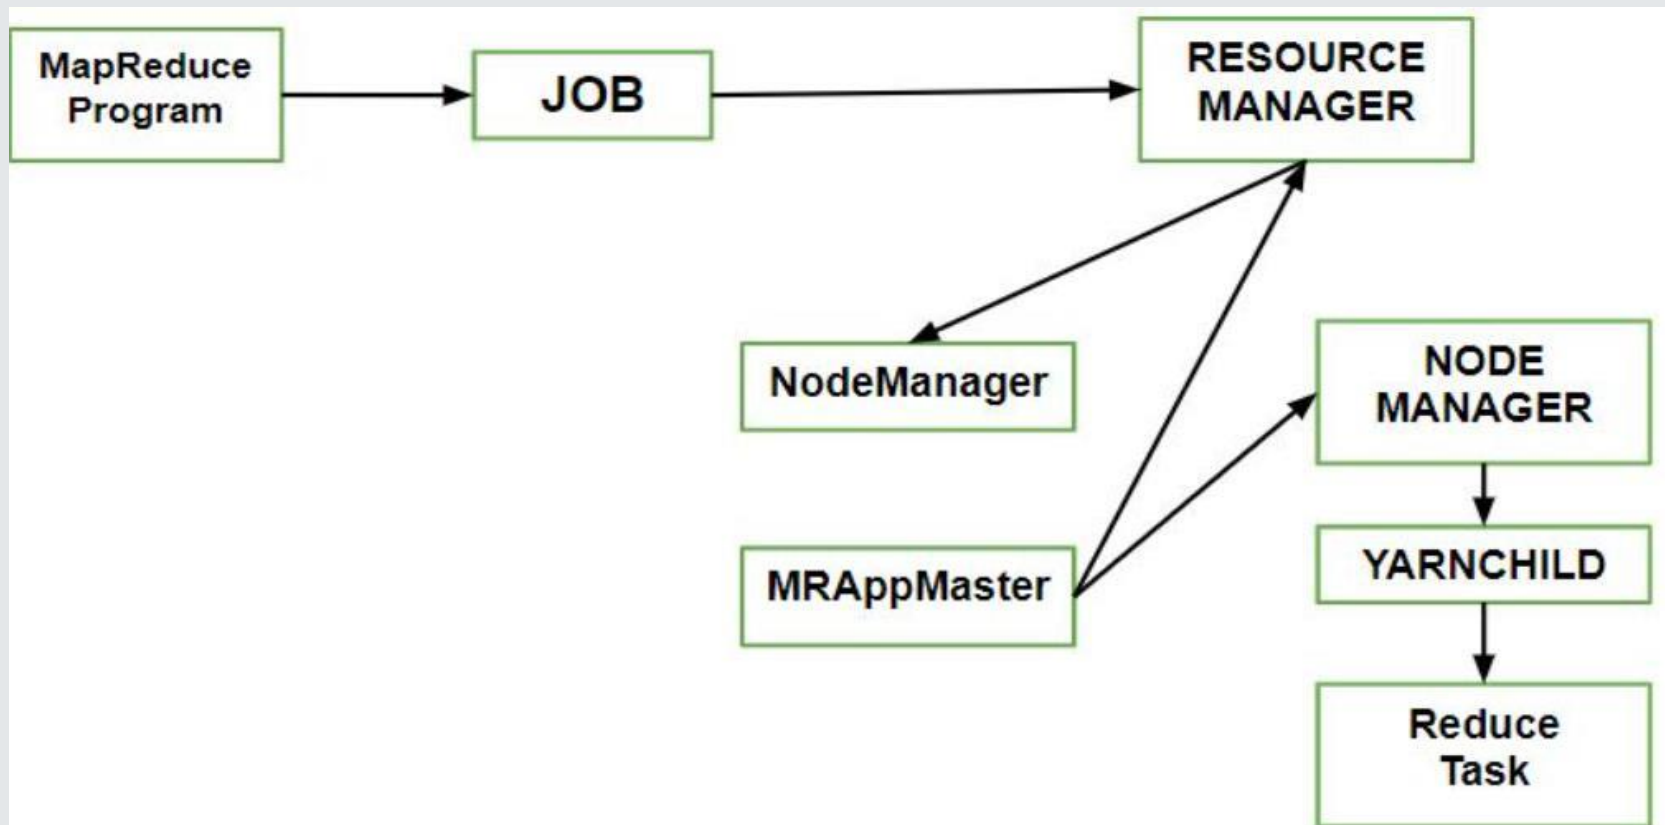 MapReduce
Program
JOB
RESOURCE
MANAGER
NodeManager
NODE
MANAGER
MRAppMaster
YARNCHILD
Reduce
Task